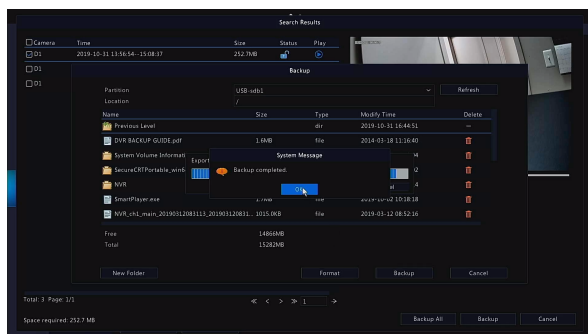 Search Results
Camera Time Size Status Play
D1 2019-10-31 13:56:54--15:08:37 252.7MB
D1
D1
Backup
Partition USB-sdb1 Refresh
Location /
Name Size Type Modify Time Delete
Previous Level dir 2019-10-31 16:44:51 --
DVR BACKUP GUIDE.pdf 1.6MB file 2014-03-18 11:16:40
System Volume Informati
SecureCRTPortable_win6
NVR
SmartPlayer.exe 1.7MB file 2019-10-02 10:18:18
NVR_ch1_main_20190312083113_201903120831... 1015.0KB file 2019-03-12 08:52:16
Export
System Message
Backup completed.
OK
Free 14866MB
Total 15282MB
New Folder Format Backup Cancel
Total: 3 Page: 1/1 1
Space required: 252.7 MB Backup All Backup Cancel